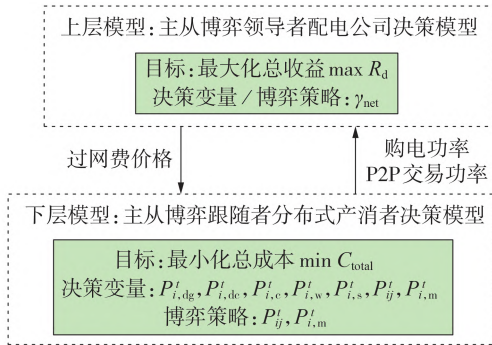 上层模型:主从博弈领导者配电公司决策模型
目标:最大化总收益 max R_d
决策变量/博弈策略:γ_net
过网费价格
购电功率
P2P交易功率
下层模型:主从博弈跟随者分布式产消者决策模型
目标:最小化总成本 min C_total
决策变量:P^t_{i,dg},P^t_{i,dc},P^t_{i,c},P^t_{i,w},P^t_{i,s},P^t_{ij},P^t_{i,m}
博弈策略:P^t_{ij},P^t_{i,m}